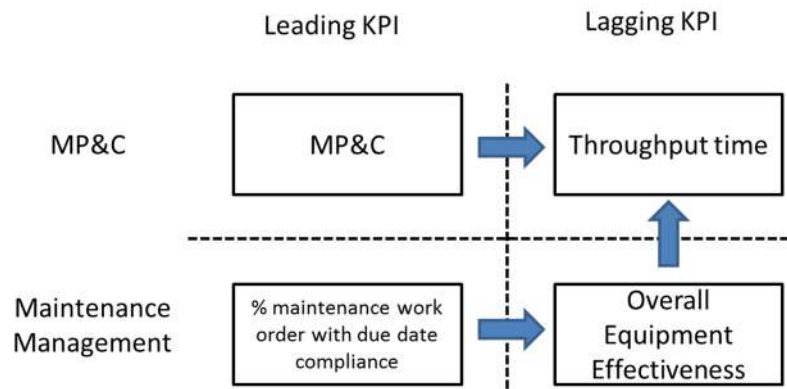 Leading KPI
Lagging KPI
MP&C
MP&C
Throughput time
Maintenance
Management
% maintenance work
order with due date
compliance
Overall
Equipment
Effectiveness